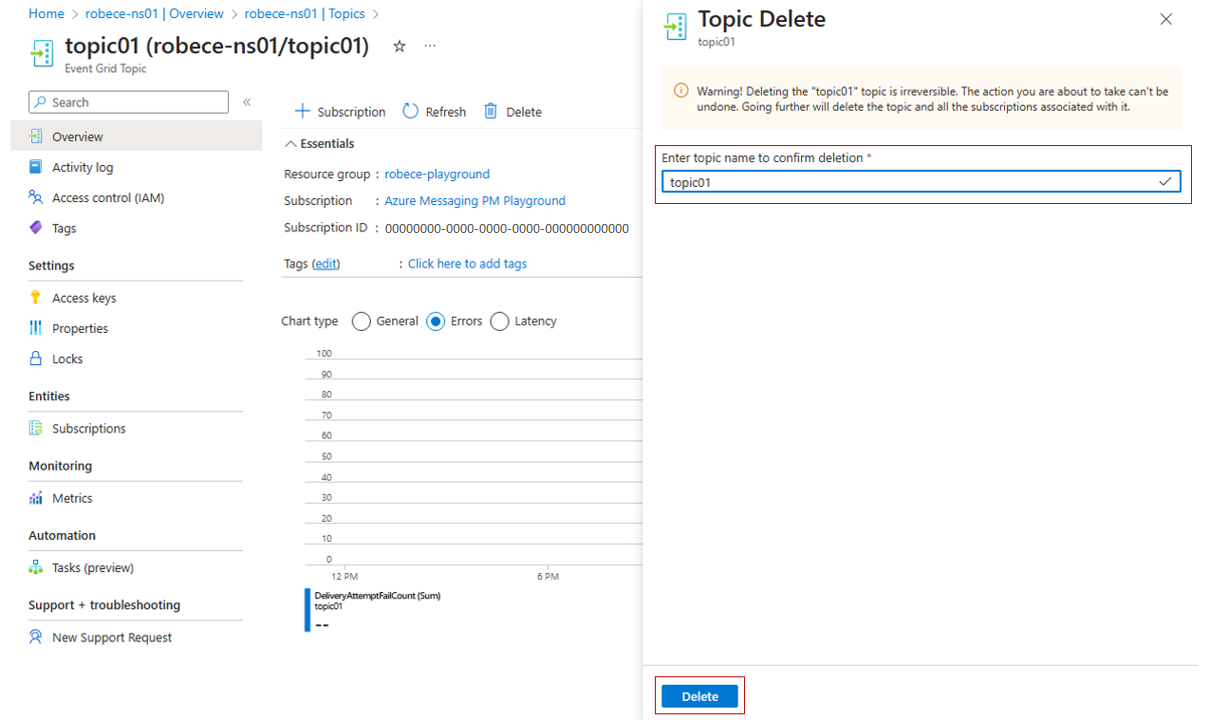 Home > robece-ns01 | Overview > robece-ns01 | Topics >
topic01 (robece-ns01/topic01)
Event Grid Topic
Search
Overview
Activity log
Access control (IAM)
Tags
Settings
Access keys
Properties
Locks
Entities
Subscriptions
Monitoring
Metrics
Automation
Tasks (preview)
Support + troubleshooting
New Support Request
Subscription Refresh Delete
Essentials
Resource group : robece-playground
Subscription : Azure Messaging PM Playground
Subscription ID : 00000000-0000-0000-0000-000000000000
Tags (edit) : Click here to add tags
Chart type General Errors Latency
100
90
80
70
60
50
40
30
20
10
0
12 PM 6 PM
DeliveryAttemptFailCount (Sum)
topic01
--
Topic Delete
topic01
Warning! Deleting the "topic01" topic is irreversible. The action you are about to take can't be
undone. Going further will delete the topic and all the subscriptions associated with it.
Enter topic name to confirm deletion *
topic01
Delete